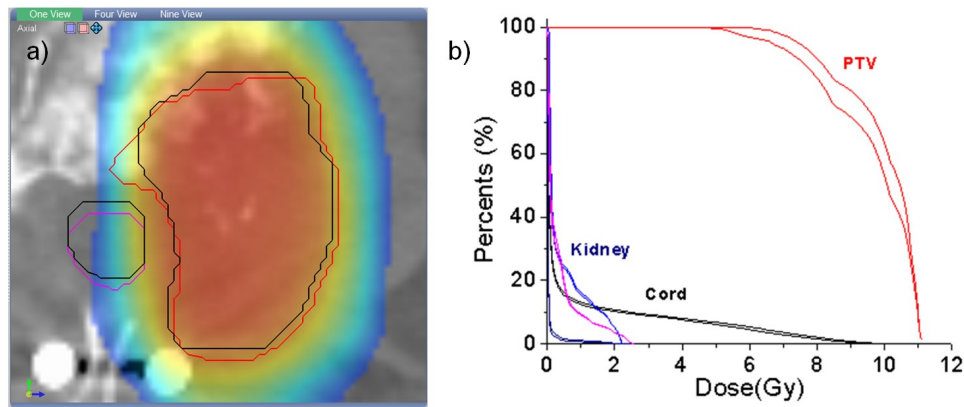 One View Four View Nine View
Axial
a)
b)
100
80
60
40
20
0
Percents (%)
PTV
Kidney
Cord
0 2 4 6 8 10 12
Dose(Gy)